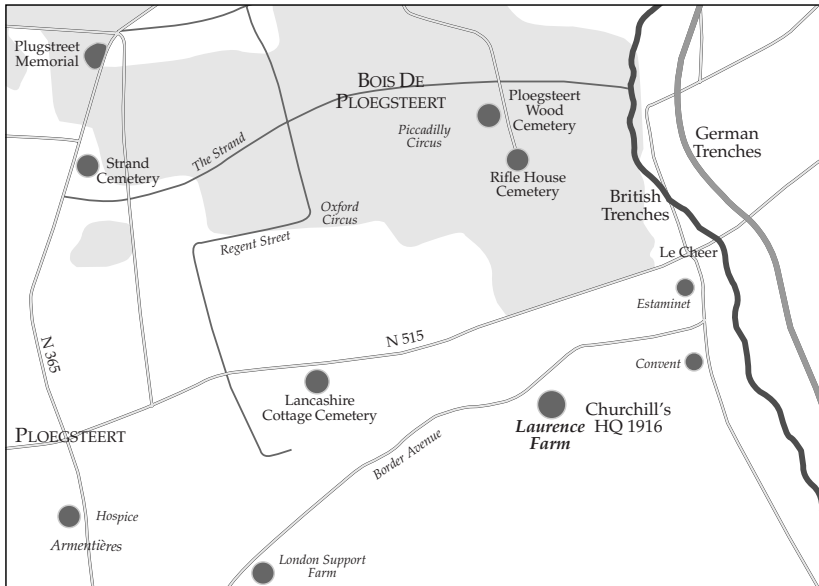 Plugstreet
Memorial
BOIS DE
PLOEGSTEERT
Ploegsteert
Wood
Cemetery
Piccadilly
Circus
German
Trenches
The Strand
Strand
Cemetery
Rifle House
Cemetery
British
Trenches
Oxford
Circus
Regent Street
Le Cheer
Estaminet
N 365
N 515
Convent
Lancashire
Cottage Cemetery
Churchill's
HQ 1916
Laurence
Farm
PLOEGSTEERT
Border Avenue
Hospice
Armentières
London Support
Farm